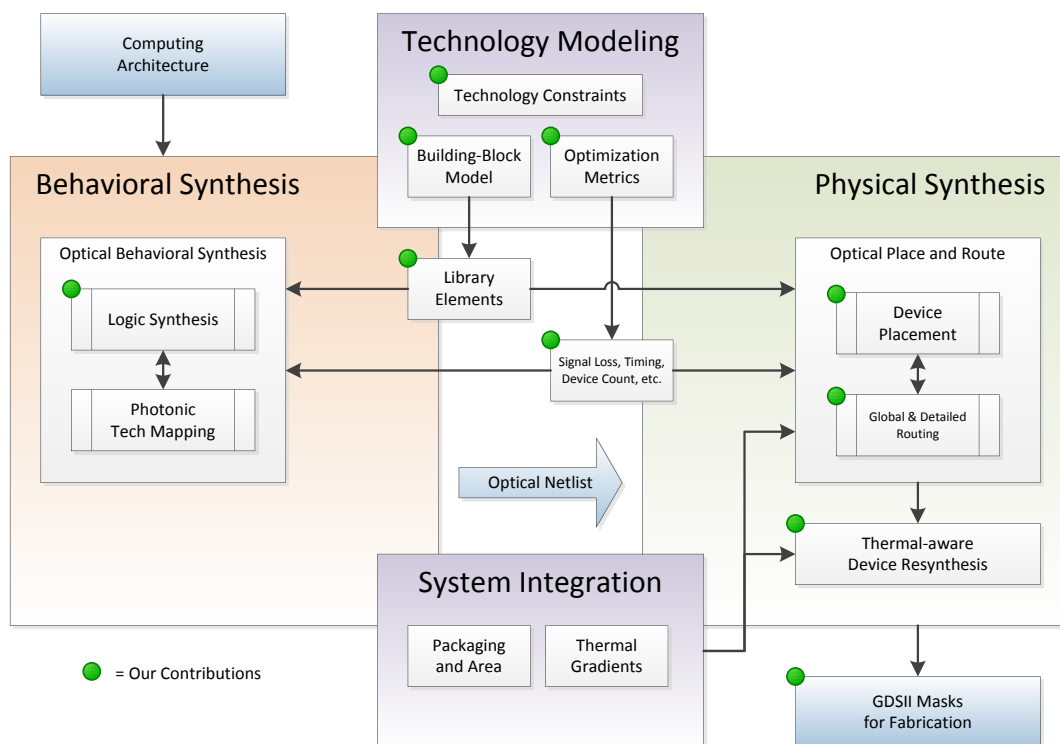 Computing
Architecture
Technology Modeling
Technology Constraints
Building-Block
Model
Optimization
Metrics
Behavioral Synthesis
Physical Synthesis
Optical Behavioral Synthesis
Logic Synthesis
Photonic
Tech Mapping
Library
Elements
Signal Loss, Timing,
Device Count, etc.
Optical Netlist
Optical Place and Route
Device
Placement
Global & Detailed
Routing
Thermal-aware
Device Resynthesis
System Integration
Packaging
and Area
Thermal
Gradients
= Our Contributions
GDSII Masks
for Fabrication